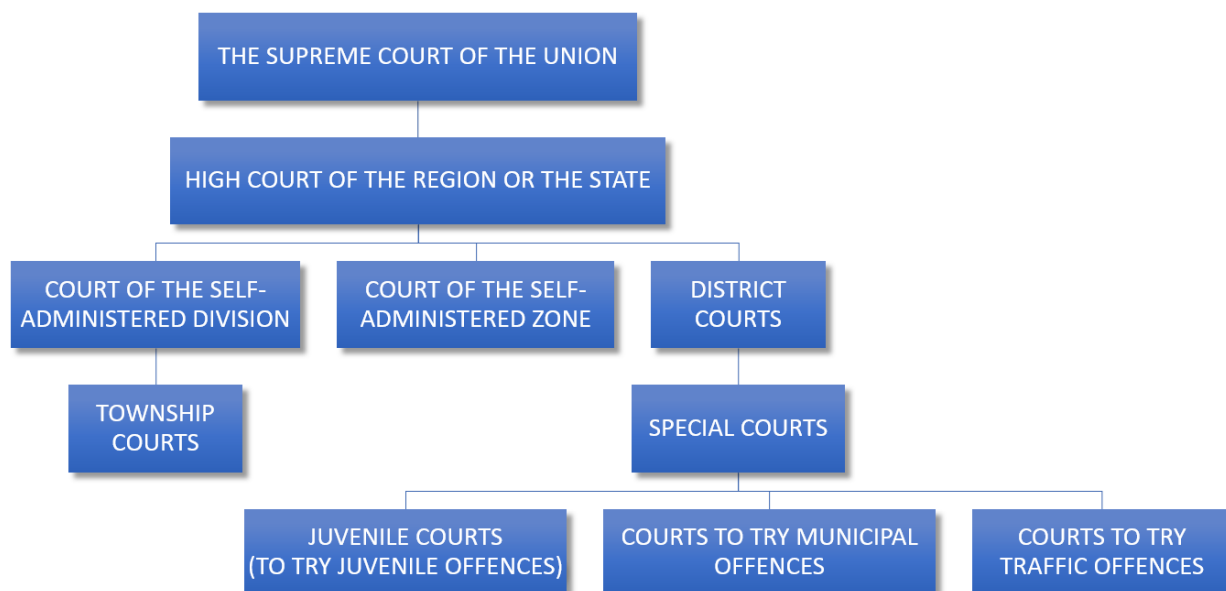 THE SUPREME COURT OF THE UNION
HIGH COURT OF THE REGION OR THE STATE
COURT OF THE SELF-
ADMINISTERED DIVISION
COURT OF THE SELF-
ADMINISTERED ZONE
DISTRICT
COURTS
TOWNSHIP
COURTS
SPECIAL COURTS
JUVENILE COURTS
(TO TRY JUVENILE OFFENCES)
COURTS TO TRY MUNICIPAL
OFFENCES
COURTS TO TRY
TRAFFIC OFFENCES